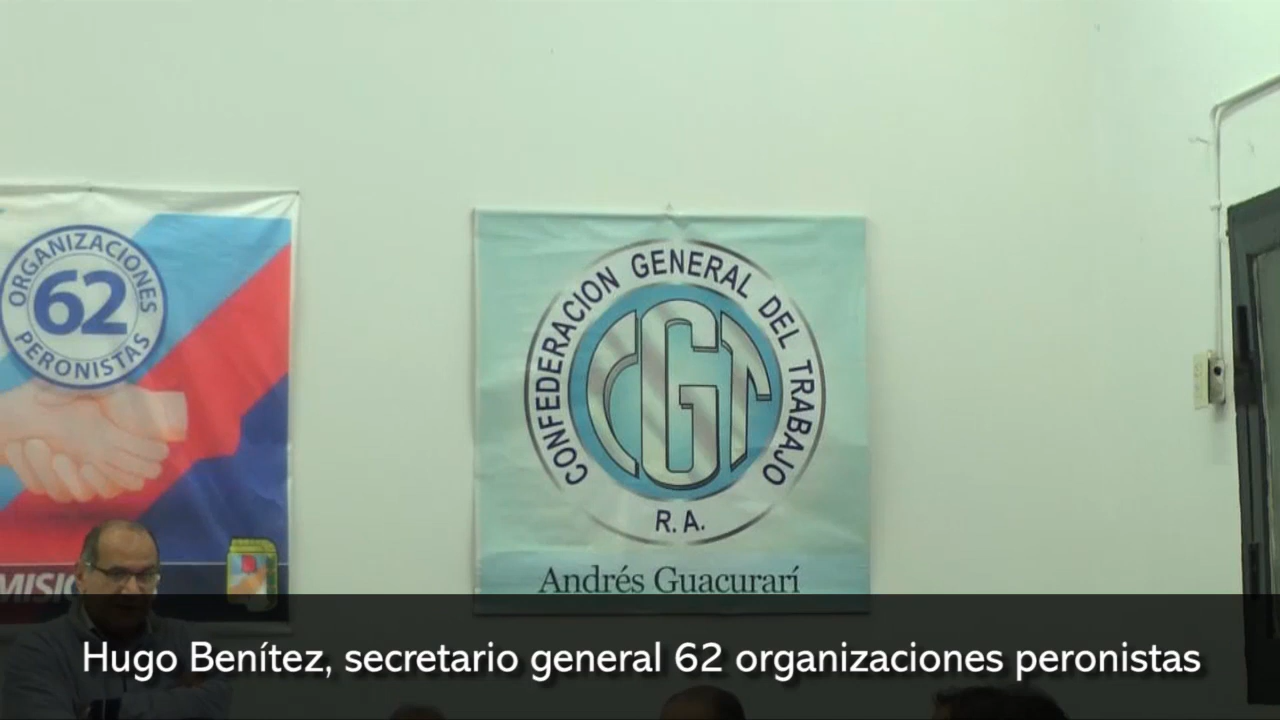 ORGANIZACIONES
62
PERONISTAS
MISIO
CONFEDERACION GENERAL DEL TRABAJO
CGT
R.A.
Andrés Guacurarí
Hugo Benítez, secretario general 62 organizaciones peronistas